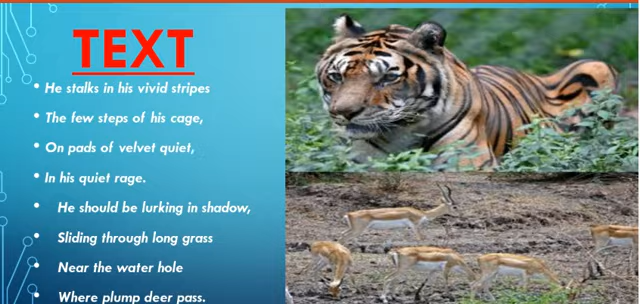 TEXT
• He stalks in his vivid stripes
• The few steps of his cage,
• On pads of velvet quiet,
• In his quiet rage.
• He should be lurking in shadow,
• Sliding through long grass
• Near the water hole
• Where plump deer pass.